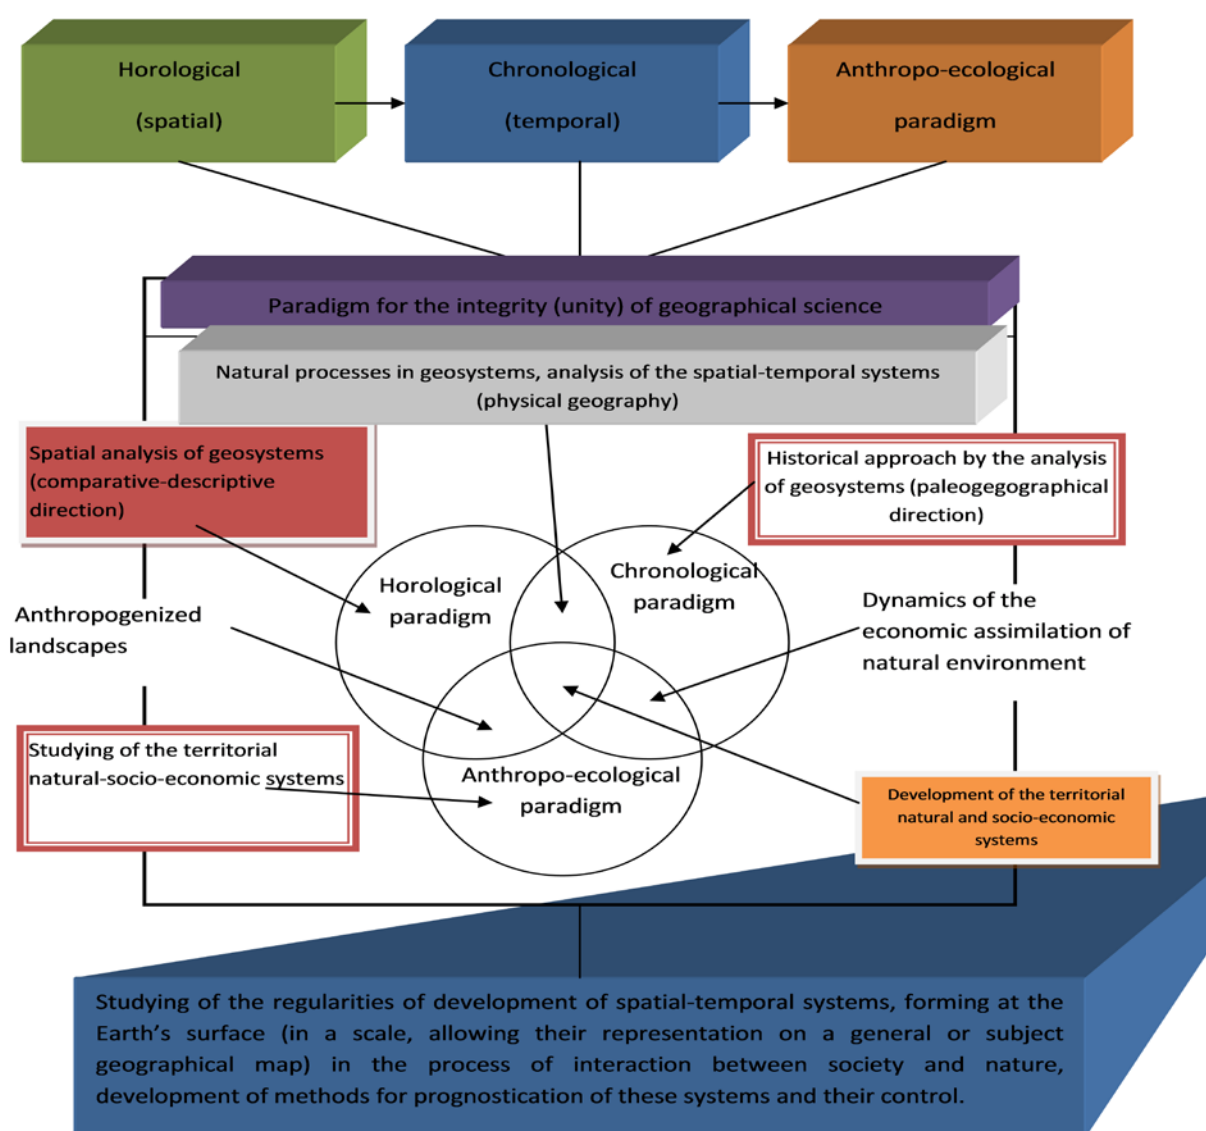 Horological
(spatial)
Chronological
(temporal)
Anthropo-ecological
paradigm
Paradigm for the integrity (unity) of geographical science
Natural processes in geosystems, analysis of the spatial-temporal systems
(physical geography)
Spatial analysis of geosystems
(comparative-descriptive
direction)
Historical approach by the analysis
of geosystems (paleogegographical
direction)
Horological
paradigm
Chronological
paradigm
Anthropogenized
landscapes
Dynamics of the
economic assimilation of
natural environment
Studying of the territorial
natural-socio-economic systems
Anthropo-ecological
paradigm
Development of the territorial
natural and socio-economic
systems
Studying of the regularities of development of spatial-temporal systems, forming at the
Earth’s surface (in a scale, allowing their representation on a general or subject
geographical map) in the process of interaction between society and nature,
development of methods for prognostication of these systems and their control.